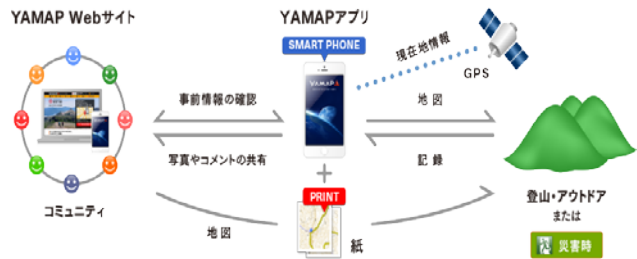 YAMAP Webサイト
コミュニティ
事前情報の確認
写真やコメントの共有
地図
YAMAPアプリ
SMART PHONE
YAMAP
+
PRINT
紙
現在地情報
GPS
地図
記録
登山・アウトドア
または
災害時